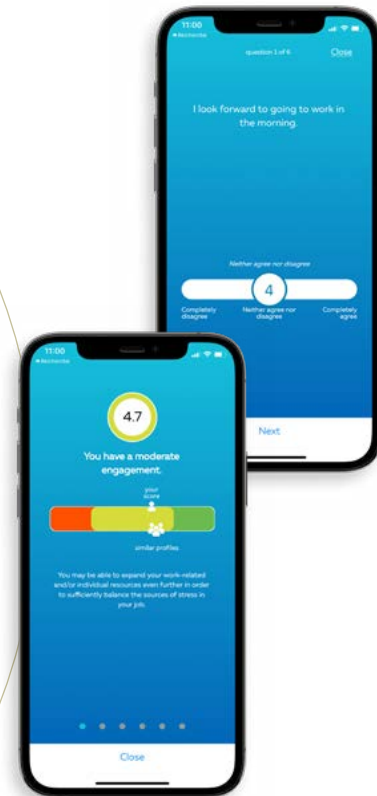 11:00
◀ Recherche
question 1 of 6
Close
I look forward to going to work in
the morning.
Neither agree nor disagree
4
Completely
disagree
Neither agree nor
disagree
Completely
agree
Next
11:00
◀ Recherche
4.7
You have a moderate
engagement.
your
score
similar profiles
You may be able to expand your work-related
and/or individual resources even further in order
to sufficiently balance the sources of stress in
your job.
Close